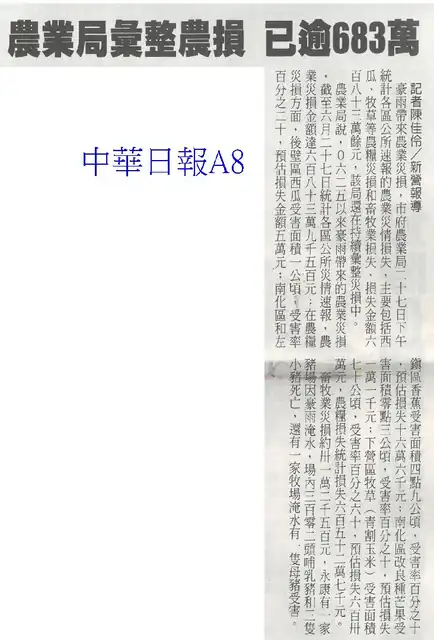 農業局彙整農損 已逾683萬
中華日報A8
記者陳佳伶／新營報導
豪雨帶來農業災損，市府農業局二十七日下午
統計各區公所速報的農業災情損失，主要包括西
瓜、牧草等農糧災損和畜牧業損失，損失金額六
百八十三萬餘元，該局還在持續彙整災損中。
農業局說，０六二五以來豪雨帶來的農業災損
，截至六月二十七日統計各區公所災情速報，農
業災損金額達六百八十三萬九千五百元；在農糧
災損方面，後壁區西瓜受害面積一公頃，受害率
百分之二十，預估損失金額五萬元；南化區和左
鎮區香蕉受害面積四點九公頃，受害率百分之十
，預估損失十六萬六千元；南化區改良種芒果受
害面積零點三公頃，受害率百分之十，預估損失
一萬一千元；下營區牧草（青割玉米）受害面積
七十公頃，受害率百分之六十，預估損失六百卅
萬元，農糧損失統計損失六百五十二萬七千元。
畜牧業災損約卅一萬二千五百元，永康有一家
豬場因豪雨淹水，場內三百零二頭哺乳豬和二隻
小豬死亡，還有一家牧場淹水有一隻母豬受害。